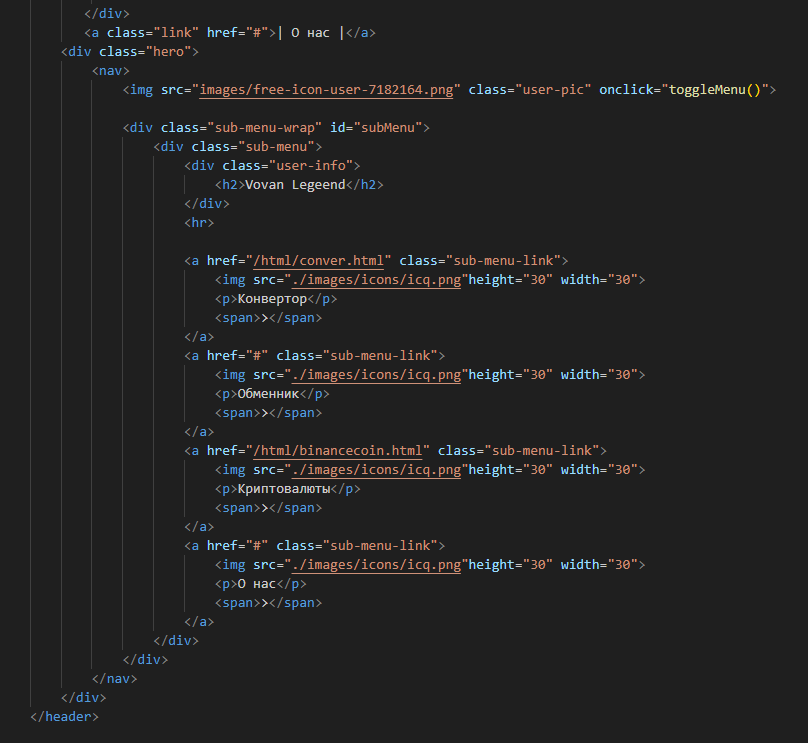 </div>
<a class="link" href="#">| О нас |</a>
<div class="hero">
<nav>
<img src="images/free-icon-user-7182164.png" class="user-pic" onclick="toggleMenu()">
<div class="sub-menu-wrap" id="subMenu">
<div class="sub-menu">
<div class="user-info">
<h2>Vovan Legeend</h2>
</div>
<hr>
<a href="/html/conver.html" class="sub-menu-link">
<img src="./images/icons/icq.png"height="30" width="30">
<p>Конвертор</p>
<span>></span>
</a>
<a href="#" class="sub-menu-link">
<img src="./images/icons/icq.png"height="30" width="30">
<p>Обменник</p>
<span>></span>
</a>
<a href="/html/binancecoin.html" class="sub-menu-link">
<img src="./images/icons/icq.png"height="30" width="30">
<p>Криптовалюты</p>
<span>></span>
</a>
<a href="#" class="sub-menu-link">
<img src="./images/icons/icq.png"height="30" width="30">
<p>О нас</p>
<span>></span>
</a>
</div>
</div>
</nav>
</div>
</header>